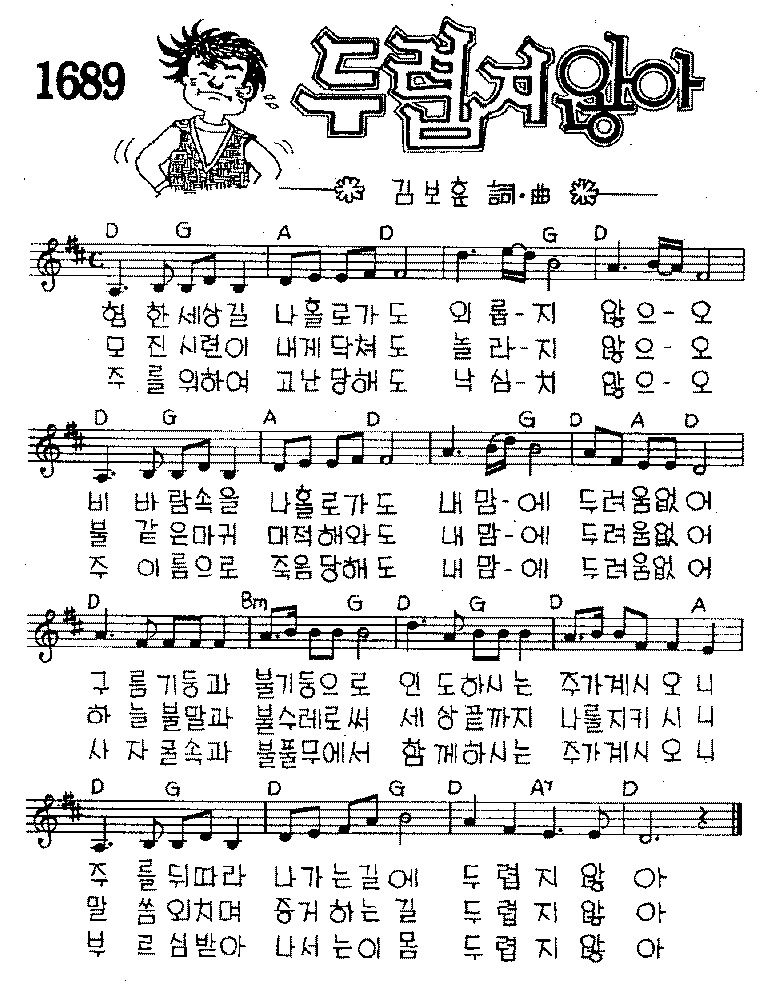 1689
두렵지 않아
김보훈 詞·曲
D G A D G D
험 한세상길 나홀로가도 외 롭-지 않으-오
모 진시련이 내게닥쳐도 놀 라-지 않으-오
주 를위하여 고난당해도 낙 심-치 않으-오
D G A D G D A D
비 바람속을 나홀로가도 내 맘-에 두려움없어
불 같은마귀 대적해와도 내 맘-에 두려움없어
주 이름으로 죽음당해도 내 맘-에 두려움없어
D Bm G D G D A
구 름기둥과 불기둥으로 인 도하시는 주가계시오니
하 늘불말과 불수레로써 세 상끝까지 나를지키시니
사 자굴속과 불풀무에서 함 께하시는 주가계시오니
D G D G D A7 D
주 를뒤따라 나가는길에 두 렵 지 않 아
말 씀외치며 증거하는길 두 렵 지 않 아
부 르심받아 나서는이몸 두 렵 지 않 아